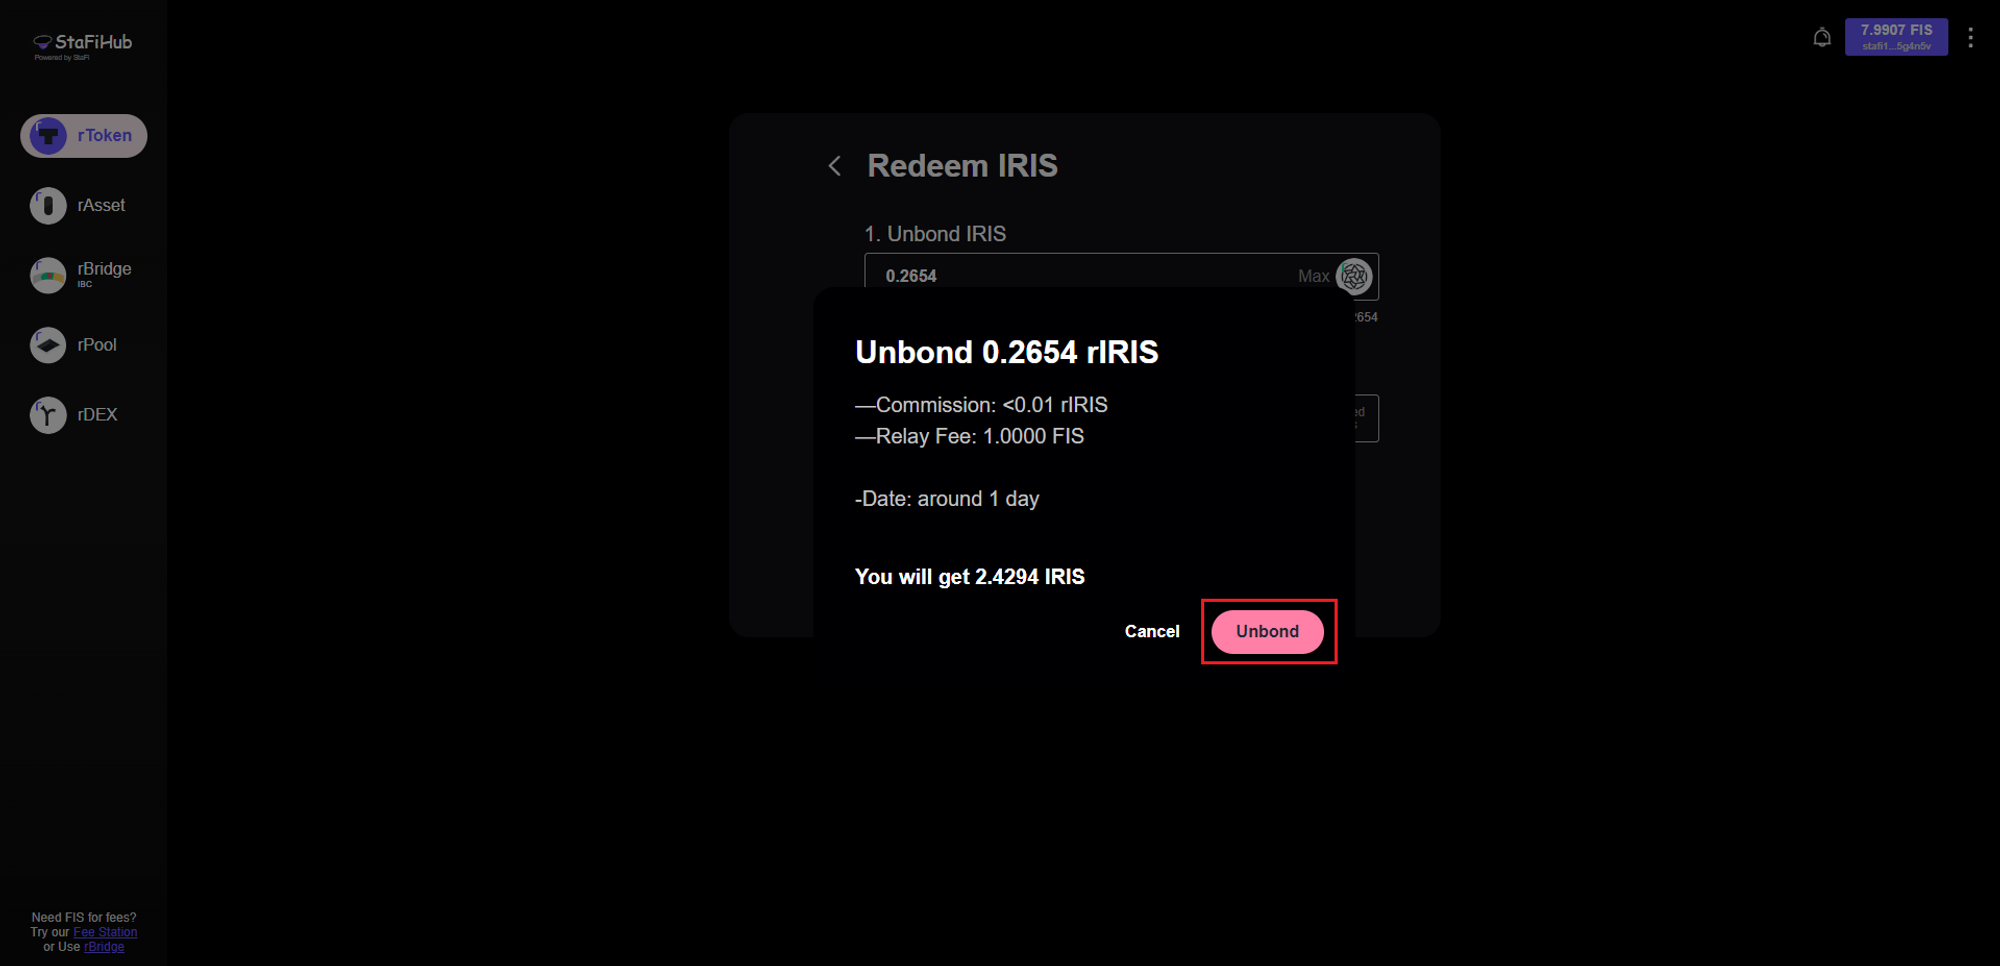 StaFiHub
Powered by StaFi
7.9907 FIS
stafi1...5g4n5v
rToken
rAsset
rBridge
IBC
rPool
rDEX
Redeem IRIS
1. Unbond IRIS
0.2654
Max
2654
ed
s
Unbond 0.2654 rIRIS
—Commission: <0.01 rIRIS
—Relay Fee: 1.0000 FIS
-Date: around 1 day
You will get 2.4294 IRIS
Cancel
Unbond
Need FIS for fees?
Try our Fee Station
or Use rBridge